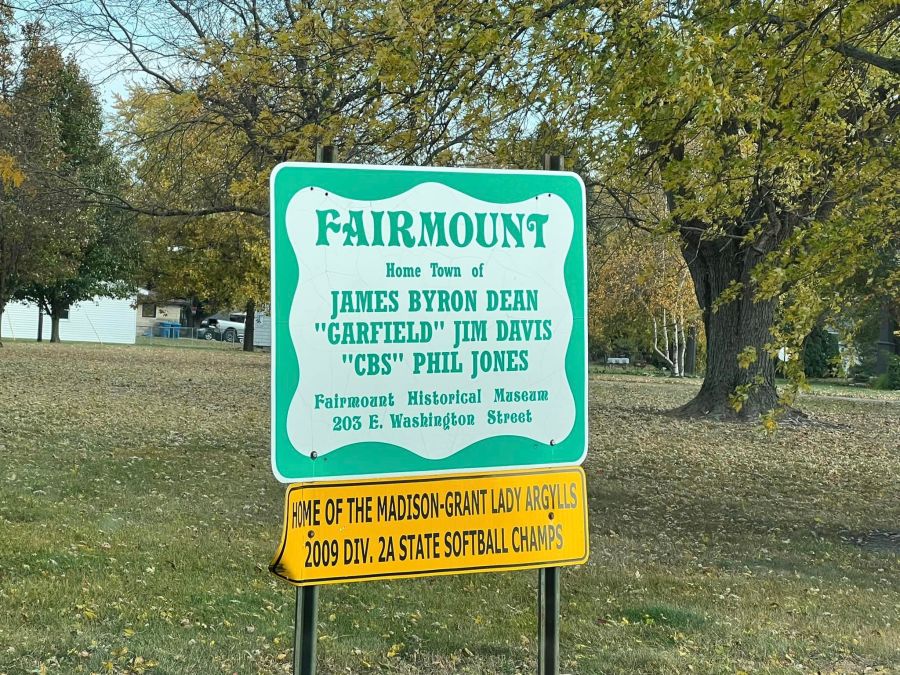 FAIRMOUNT
Home Town of
JAMES BYRON DEAN
"GARFIELD" JIM DAVIS
"CBS" PHIL JONES
Fairmount Historical Museum
203 E. Washington Street
HOME OF THE MADISON-GRANT LADY ARGYLLS
2009 DIV. 2A STATE SOFTBALL CHAMPS